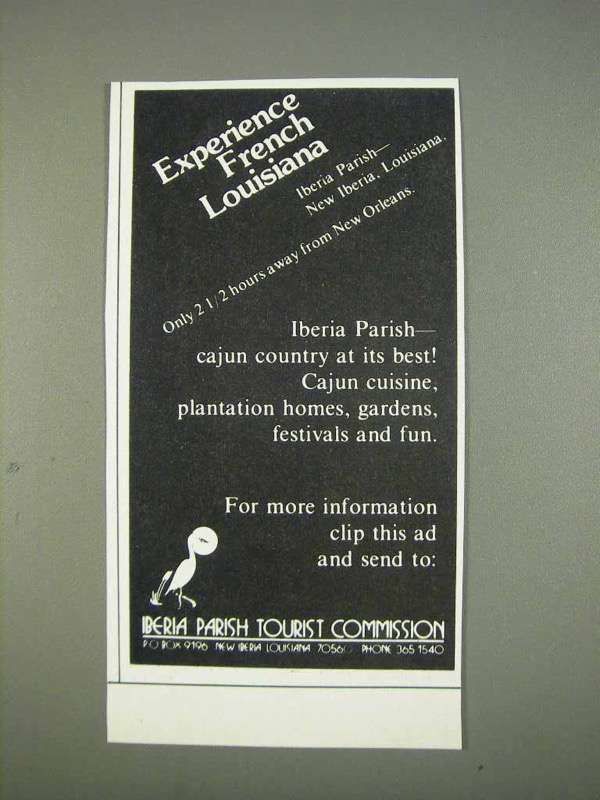 Experience
French
Louisiana
Iberia Parish—
New Iberia, Louisiana.
Only 2 1/2 hours away from New Orleans.
Iberia Parish—
cajun country at its best!
Cajun cuisine,
plantation homes, gardens,
festivals and fun.
For more information
clip this ad
and send to:
IBERIA PARISH TOURIST COMMISSION
P.O BOX 9196 NEW IBERIA LOUISIANA 70560 PHONE 365 1540